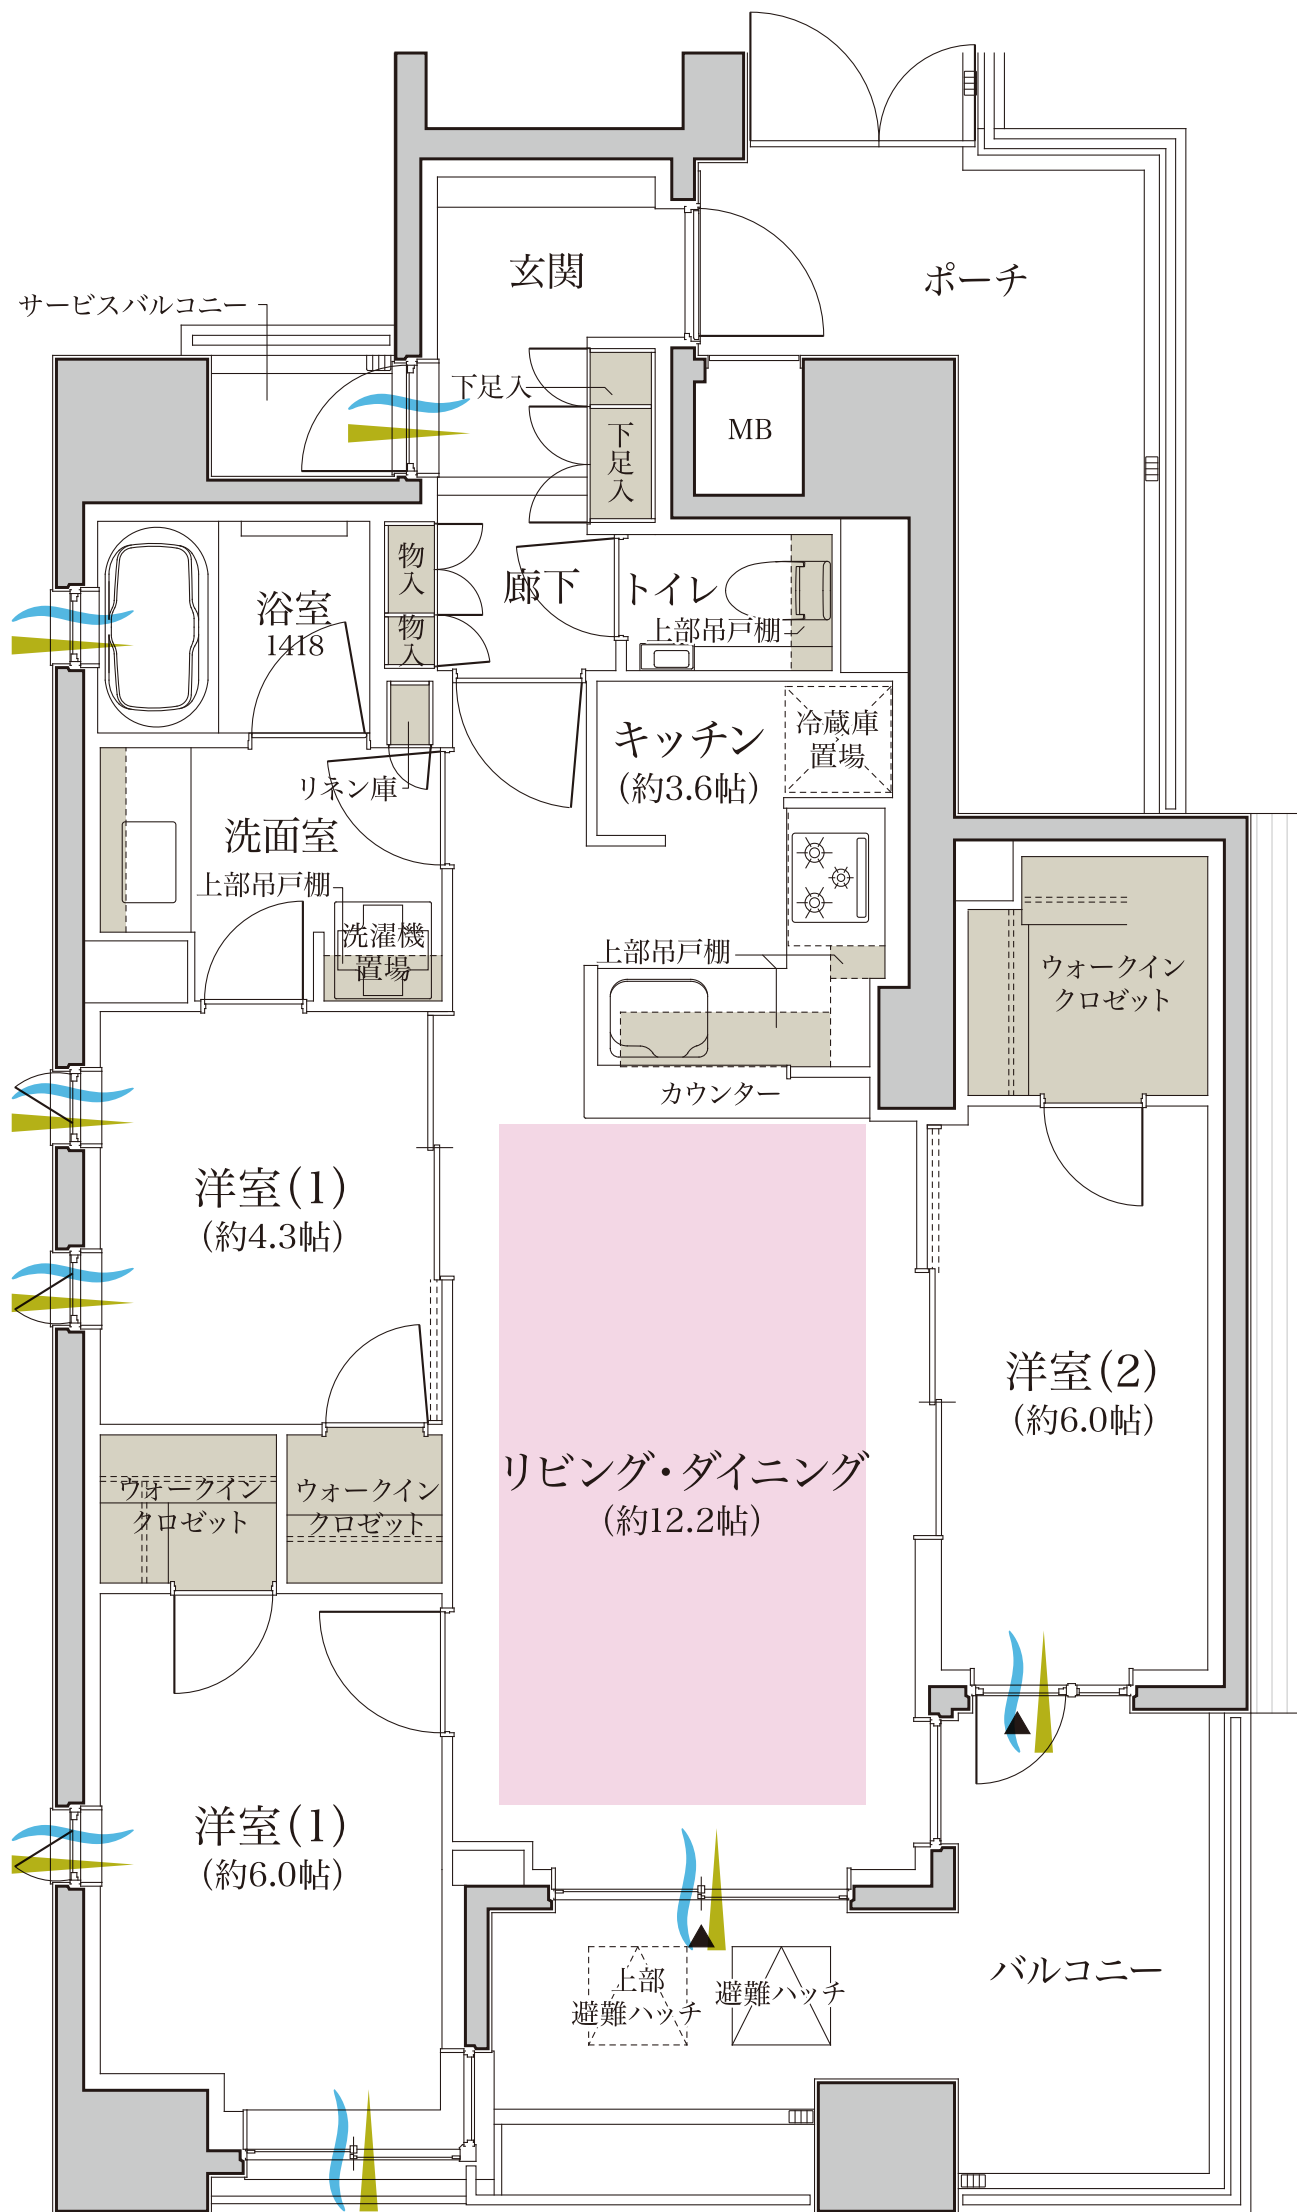 玄関
ポーチ
サービスバルコニー
下足入
下足入
MB
物入
物入
廊下
トイレ
上部吊戸棚
浴室
1418
キッチン
(約3.6帖)
冷蔵庫
置場
リネン庫
洗面室
上部吊戸棚
洗濯機
置場
上部吊戸棚
カウンター
ウォークイン
クロゼット
洋室(1)
(約4.3帖)
洋室(2)
(約6.0帖)
リビング・ダイニング
(約12.2帖)
ウォークイン
クロゼット
ウォークイン
クロゼット
洋室(1)
(約6.0帖)
バルコニー
上部
避難ハッチ
避難ハッチ